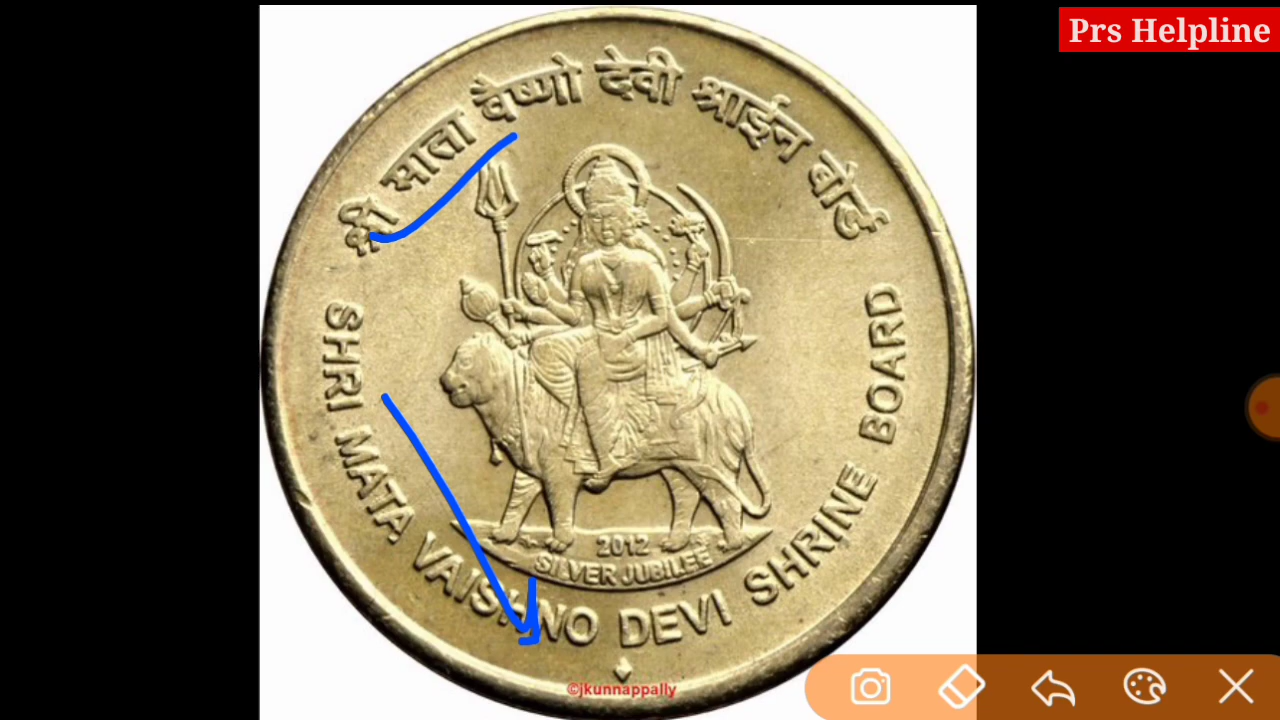 Prs Helpline
श्री माता वैष्णो देवी श्राईन बोर्ड
SHRI MATA VAISHNO DEVI SHRINE BOARD
2012
SILVER JUBILEE
©jkunnappally